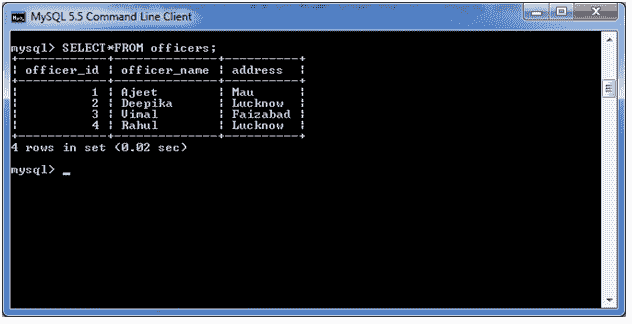 MySQL 5.5 Command Line Client
mysql> SELECT*FROM officers;
+------------+--------------+-----------+
| officer_id | officer_name | address   |
+------------+--------------+-----------+
|          1 | Ajeet        | Mau       |
|          2 | Deepika      | Lucknow   |
|          3 | Vimal        | Faizabad  |
|          4 | Rahul        | Lucknow   |
+------------+--------------+-----------+
4 rows in set (0.02 sec)
mysql> _